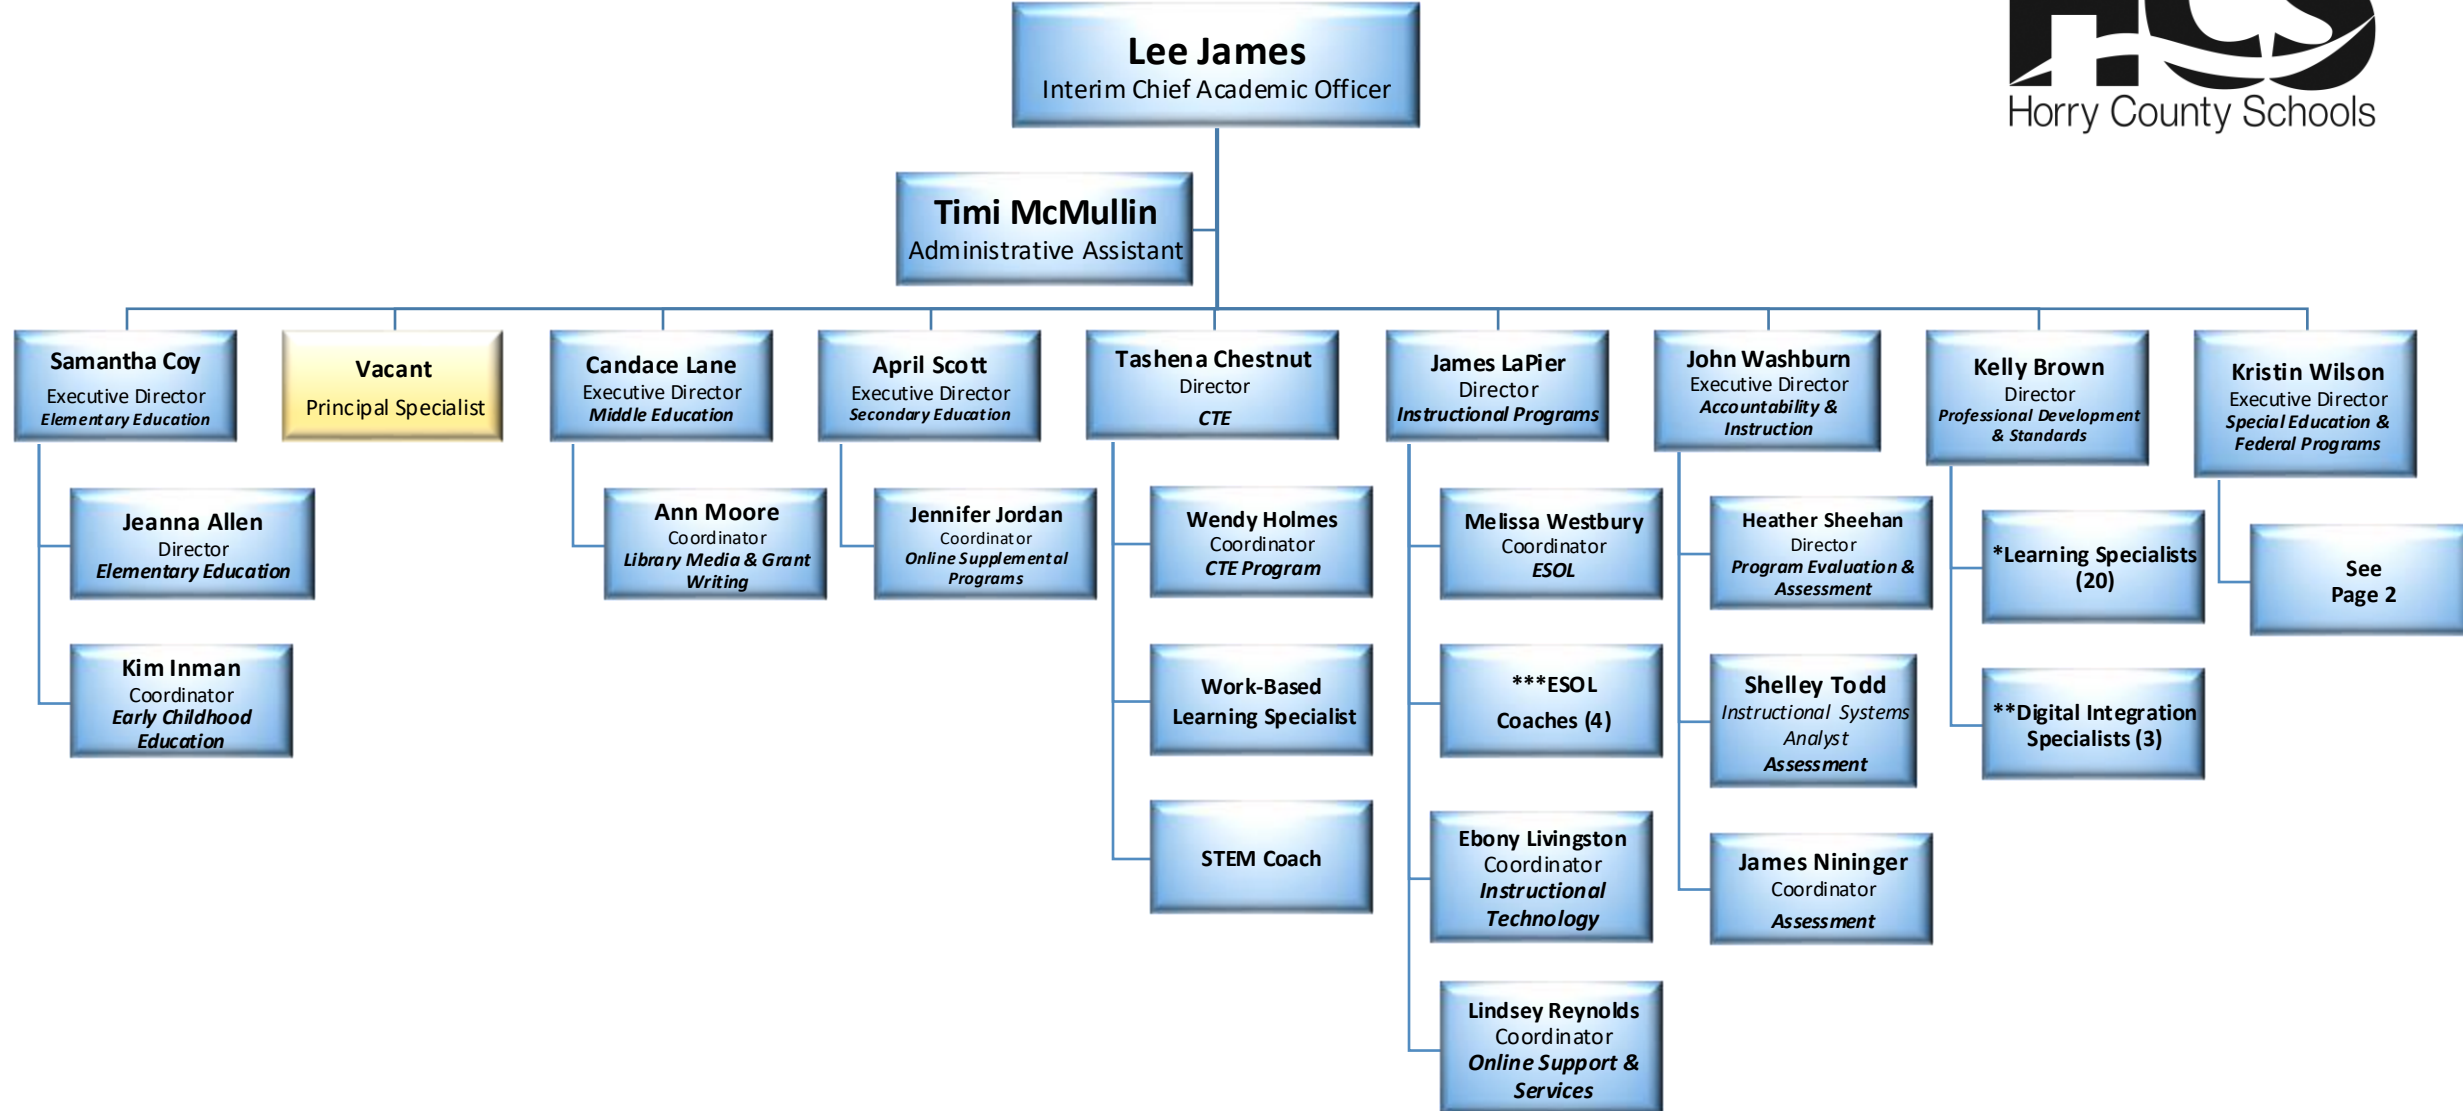 HCS
Horry County Schools
Lee James
Interim Chief Academic Officer
Timi McMullin
Administrative Assistant
Samantha Coy
Executive Director
Elementary Education
Vacant
Principal Specialist
Candace Lane
Executive Director
Middle Education
April Scott
Executive Director
Secondary Education
Tashena Chestnut
Director
CTE
James LaPier
Director
Instructional Programs
John Washburn
Executive Director
Accountability &
Instruction
Kelly Brown
Director
Professional Development
& Standards
Kristin Wilson
Executive Director
Special Education &
Federal Programs
Jeanna Allen
Director
Elementary Education
Kim Inman
Coordinator
Early Childhood
Education
Ann Moore
Coordinator
Library Media & Grant
Writing
Jennifer Jordan
Coordinator
Online Supplemental
Programs
Wendy Holmes
Coordinator
CTE Program
Work-Based
Learning Specialist
STEM Coach
Melissa Westbury
Coordinator
ESOL
***ESOL
Coaches (4)
Ebony Livingston
Coordinator
Instructional
Technology
Lindsey Reynolds
Coordinator
Online Support &
Services
Heather Sheehan
Director
Program Evaluation &
Assessment
Shelley Todd
Instructional Systems
Analyst
Assessment
James Nininger
Coordinator
Assessment
*Learning Specialists
(20)
**Digital Integration
Specialists (3)
See
Page 2